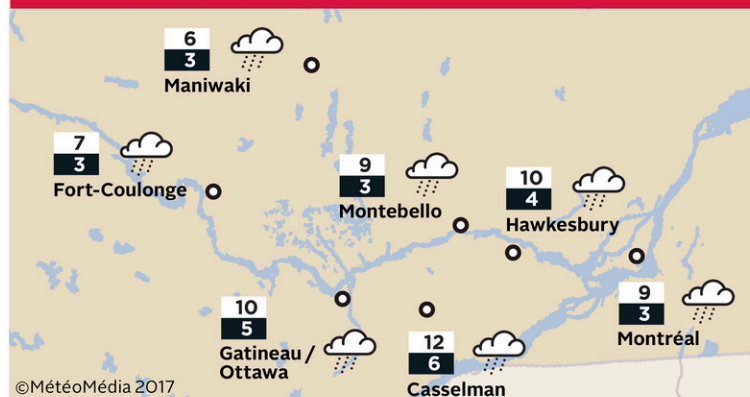 6
3
Maniwaki
7
3
Fort-Coulonge
9
3
Montebello
10
4
Hawkesbury
10
5
Gatineau /
Ottawa
12
6
Casselman
9
3
Montréal
©MétéoMédia 2017